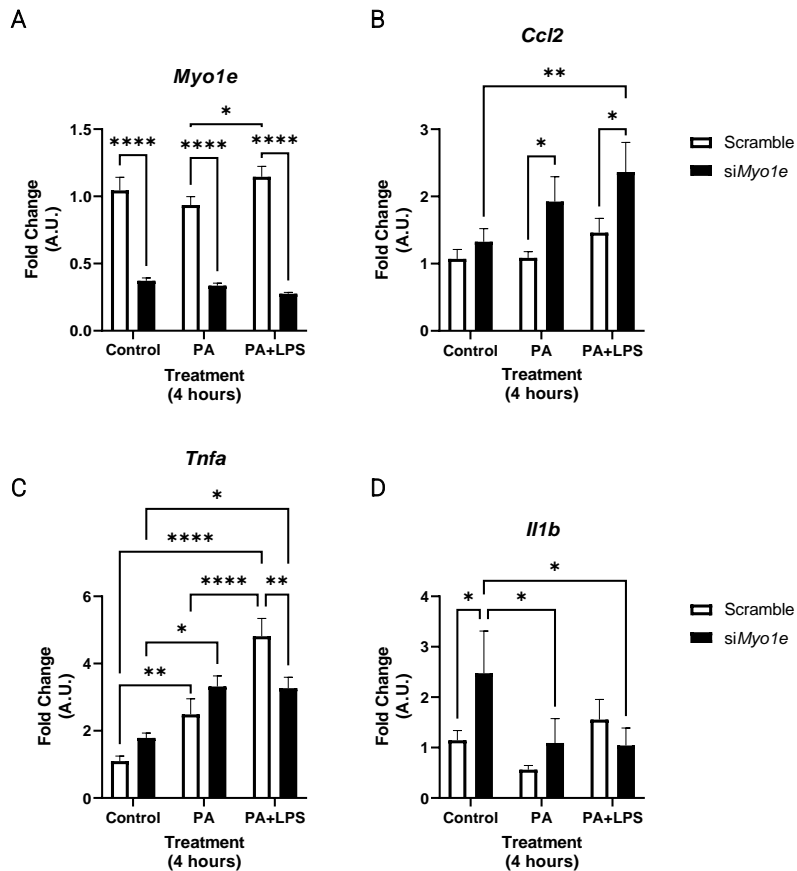 A
Myo1e
1.5
1.0
0.5
0.0
Fold Change
(A.U.)
****
****
*
****
Control
PA
PA+LPS
Treatment
(4 hours)
B
Ccl2
3
2
1
0
Fold Change
(A.U.)
**
*
*
Control
PA
PA+LPS
Treatment
(4 hours)
Scramble
siMyo1e
C
Tnfa
6
4
2
0
Fold Change
(A.U.)
*
****
****
**
*
**
Control
PA
PA+LPS
Treatment
(4 hours)
D
Il1b
4
3
2
1
0
Fold Change
(A.U.)
*
*
*
Control
PA
PA+LPS
Treatment
(4 hours)
Scramble
siMyo1e